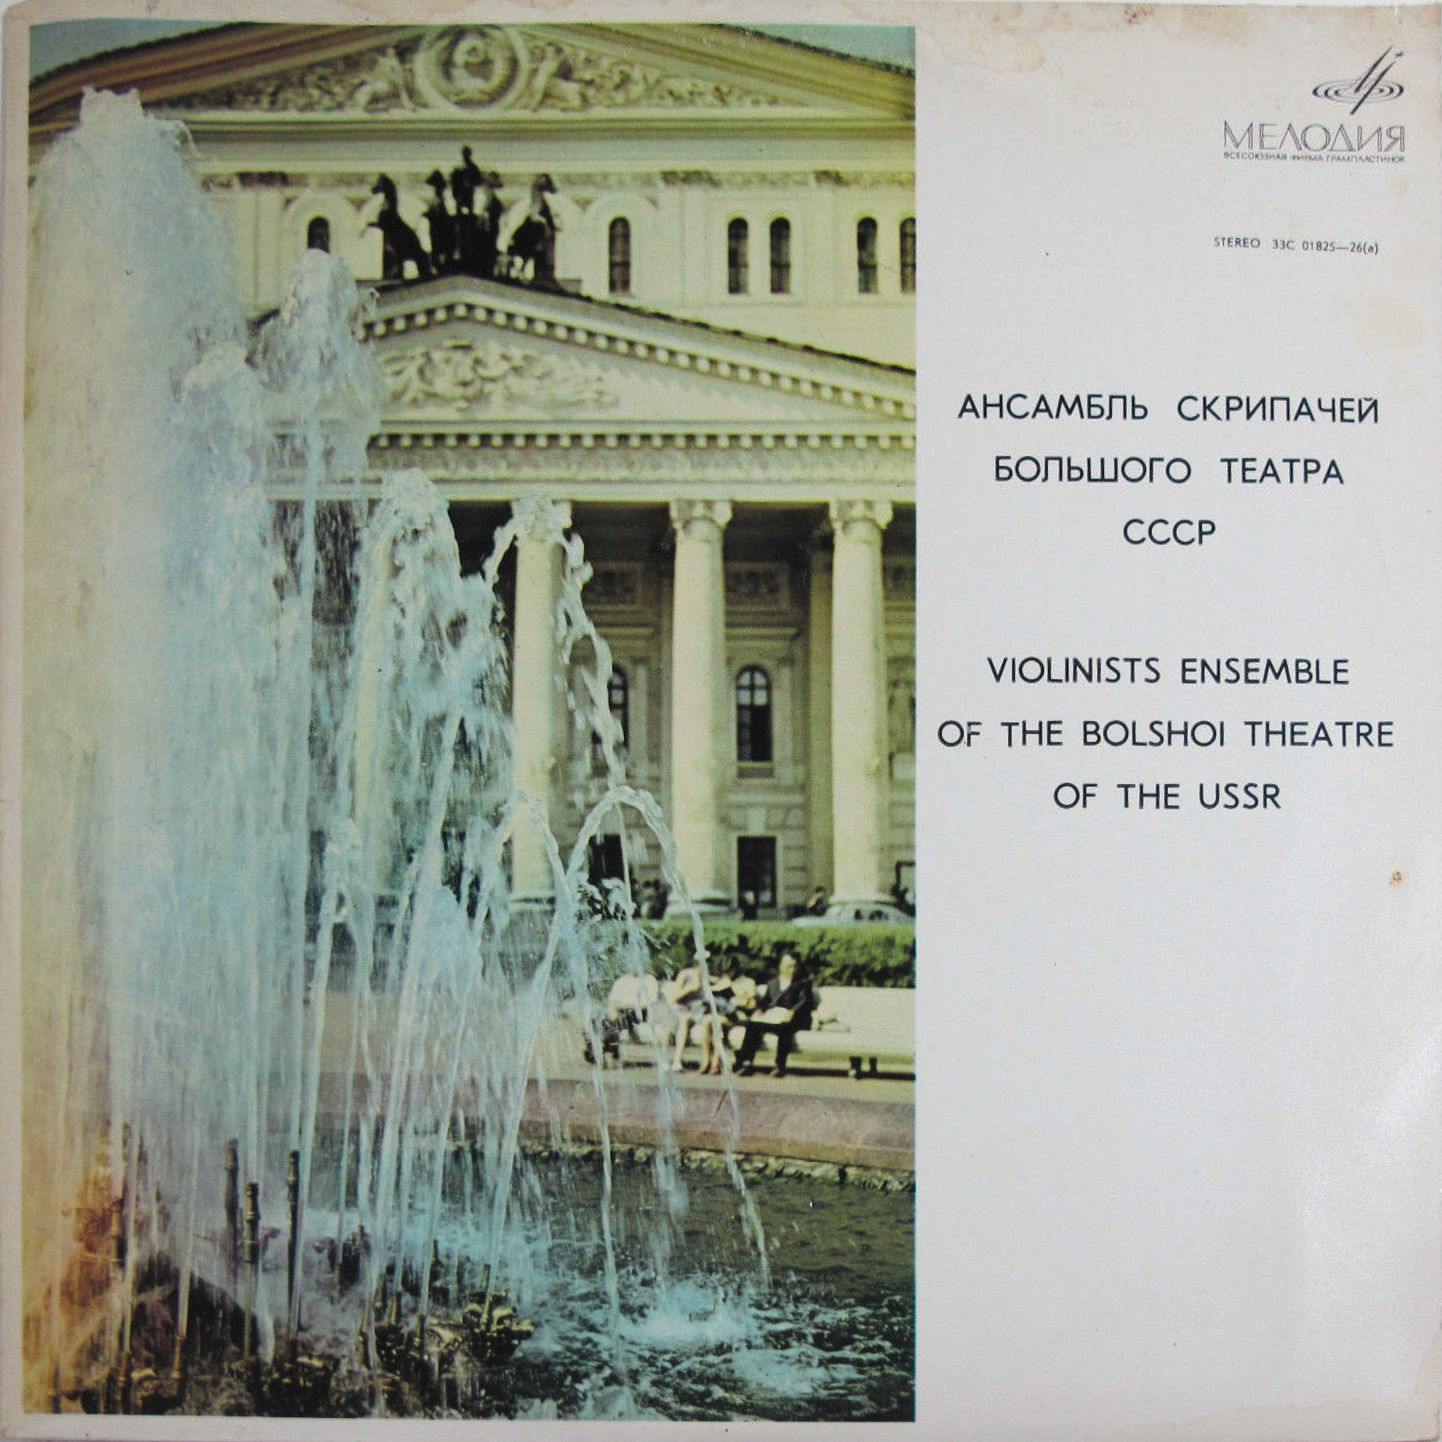 МЕЛОДИЯ
ВСЕСОЮЗНАЯ ФИРМА ГРАМПЛАСТИНОК
STEREO 33С 01825—26(а)
АНСАМБЛЬ СКРИПАЧЕЙ
БОЛЬШОГО ТЕАТРА
СССР
VIOLINISTS ENSEMBLE
OF THE BOLSHOI THEATRE
OF THE USSR